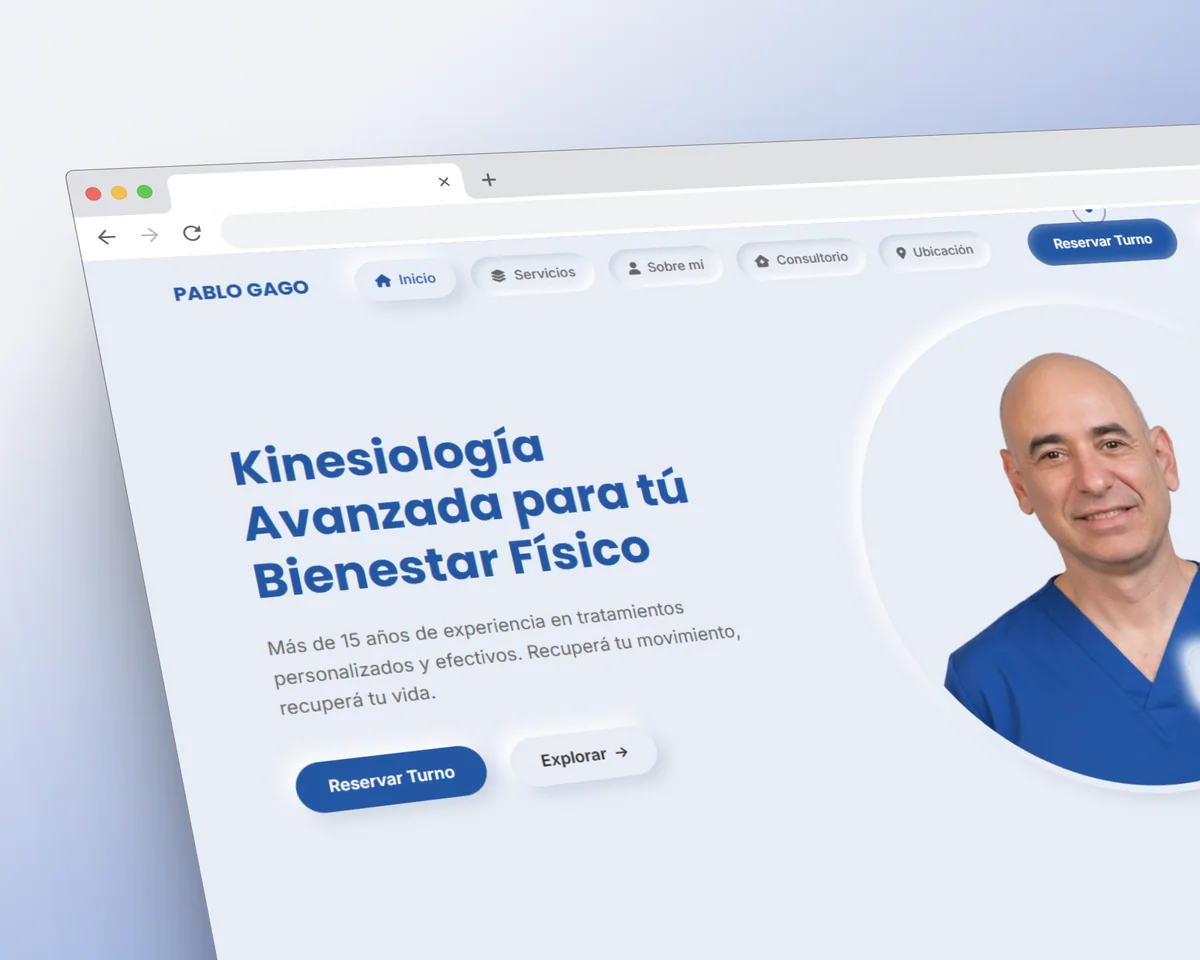 PABLO GAGO
Inicio
Servicios
Sobre mi
Consultorio
Ubicación
Reservar Turno
Kinesiología
Avanzada para tú
Bienestar Físico
Más de 15 años de experiencia en tratamientos
personalizados y efectivos. Recuperá tu movimiento,
recuperá tu vida.
Reservar Turno
Explorar →